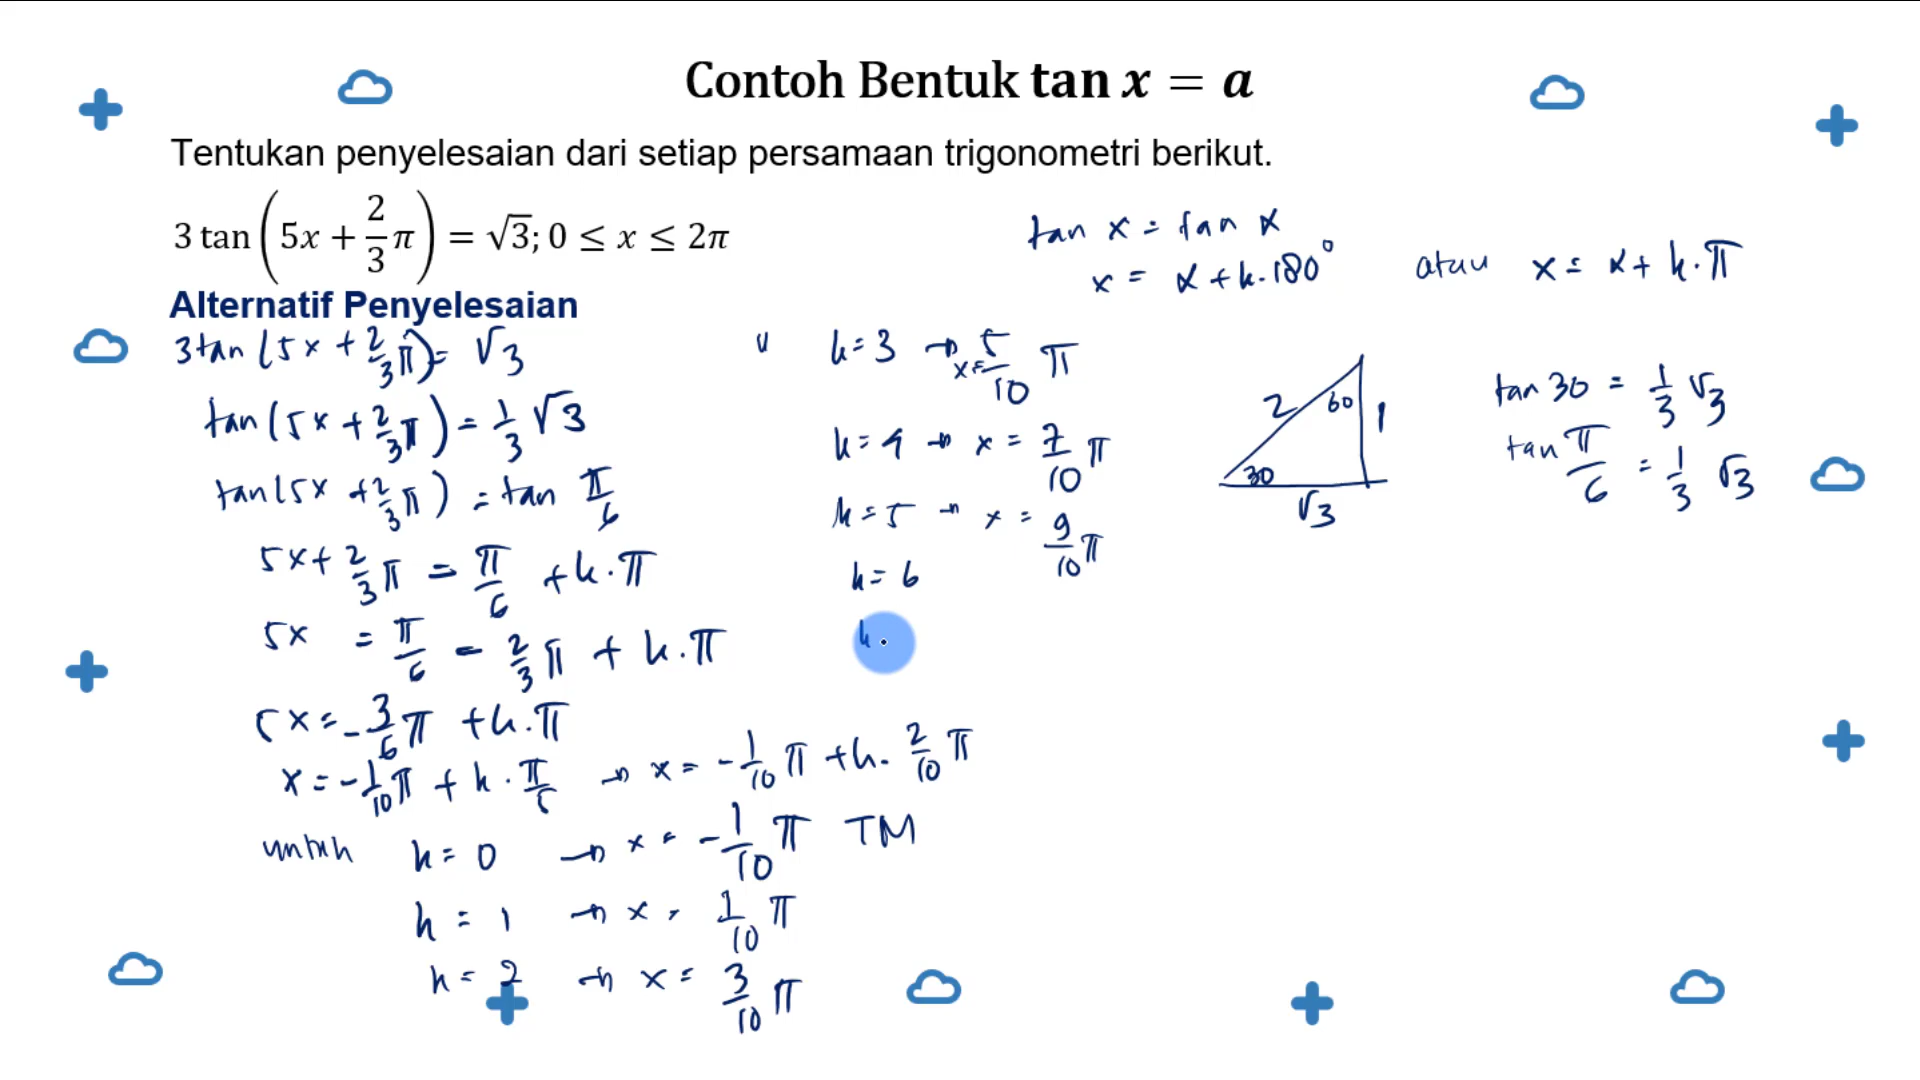 Contoh Bentuk tan x = a
Tentukan penyelesaian dari setiap persamaan trigonometri berikut.
3 tan (5x + 2/3 π) = √3; 0 ≤ x ≤ 2π
Alternatif Penyelesaian
3tan (5x + 2/3 π) = √3
tan (5x + 2/3 π) = 1/3 √3
tan (5x + 2/3 π) = tan π/6
5x + 2/3 π = π/6 + k.π
5x = π/6 - 2/3 π + k.π
5x = -3/6 π + k.π
x = -1/10 π + k . π/5 → x = -1/10 π + k. 2/10 π
untuk k = 0 → x = -1/10 π TM
k = 1 → x = 1/10 π
k = 2 → x = 3/10 π
k = 3 → x = 5/10 π
k = 4 → x = 7/10 π
k = 5 → x = 9/10 π
k = 6
k
tan x = tan α
x = α + k.180° atau x = α + k.π
2
60
1
30
√3
tan 30 = 1/3 √3
tan π/6 = 1/3 √3